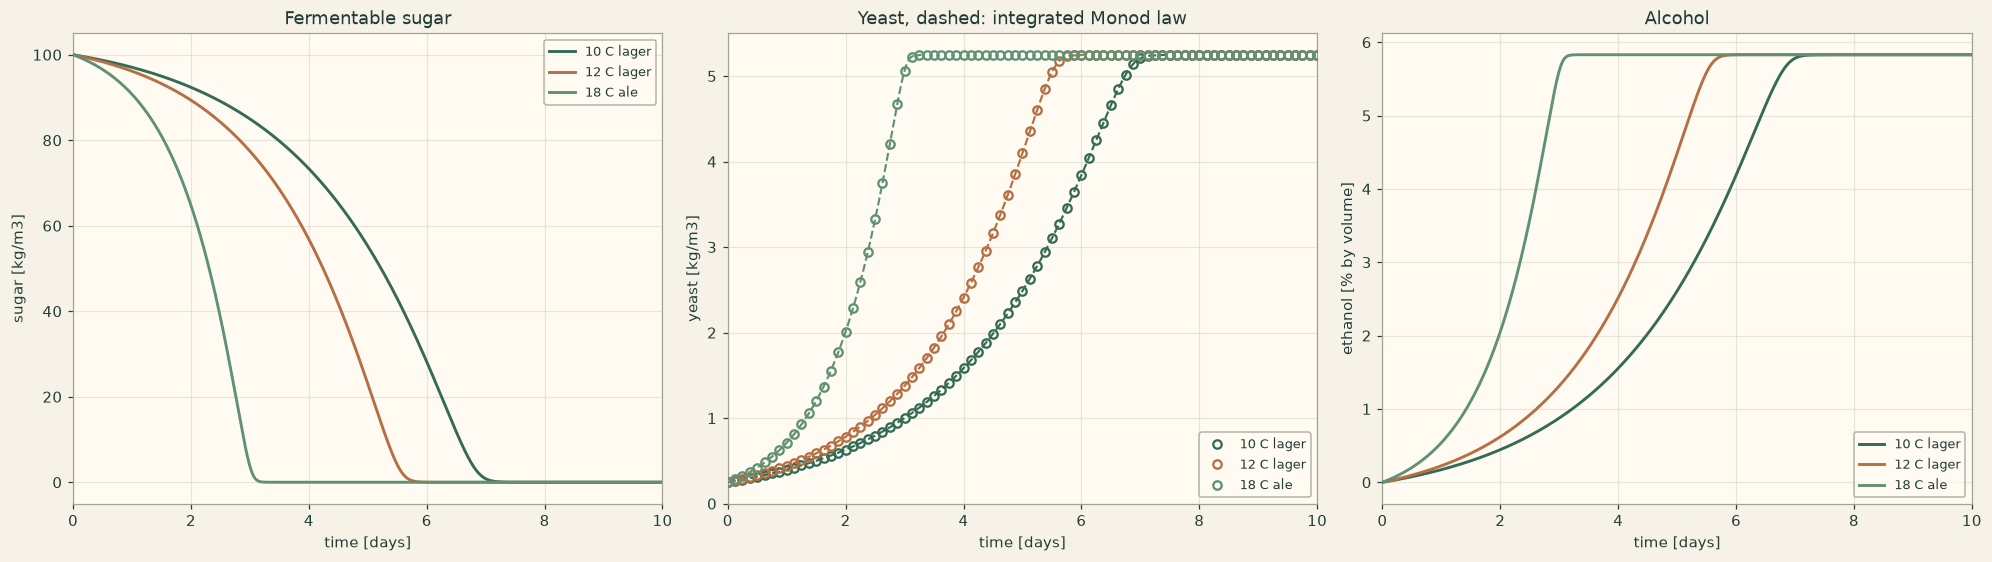 Fermentable sugar
sugar [kg/m3]
100
80
60
40
20
0
0 2 4 6 8 10
time [days]
10 C lager
12 C lager
18 C ale
Yeast, dashed: integrated Monod law
yeast [kg/m3]
5
4
3
2
1
0
0 2 4 6 8 10
time [days]
10 C lager
12 C lager
18 C ale
Alcohol
ethanol [% by volume]
6
5
4
3
2
1
0
0 2 4 6 8 10
time [days]
10 C lager
12 C lager
18 C ale